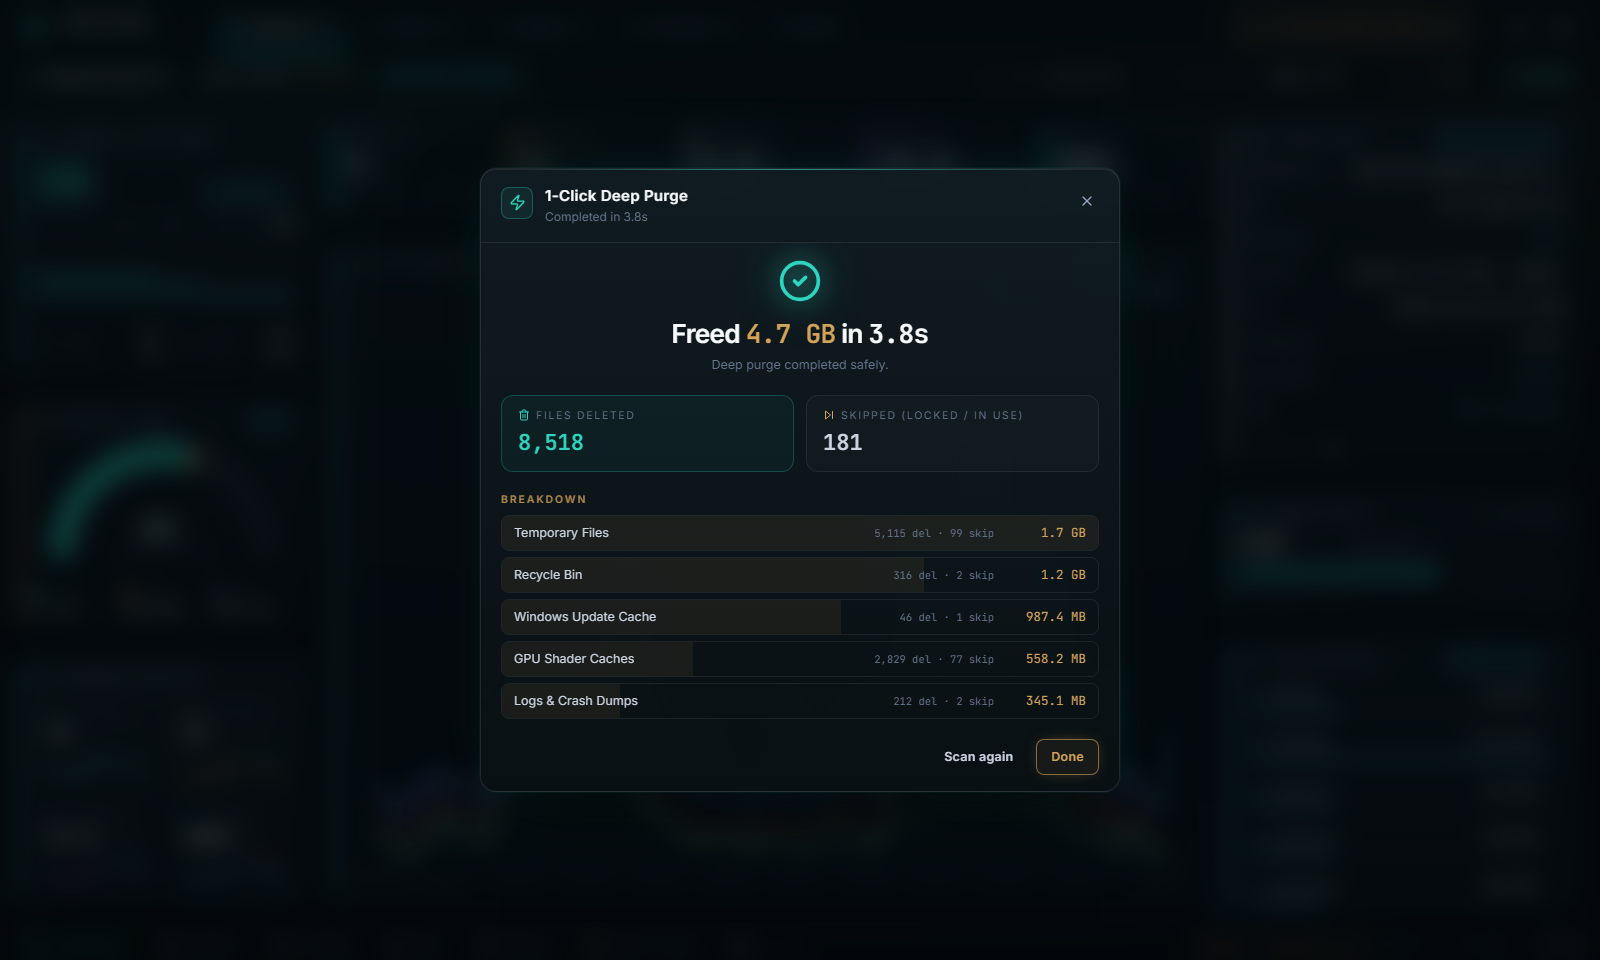 1-Click Deep Purge
Completed in 3.8s
Freed 4.7 GB in 3.8s
Deep purge completed safely.
FILES DELETED
8,518
SKIPPED (LOCKED / IN USE)
181
BREAKDOWN
Temporary Files 5,115 del · 99 skip 1.7 GB
Recycle Bin 316 del · 2 skip 1.2 GB
Windows Update Cache 46 del · 1 skip 987.4 MB
GPU Shader Caches 2,829 del · 77 skip 558.2 MB
Logs & Crash Dumps 212 del · 2 skip 345.1 MB
Scan again Done